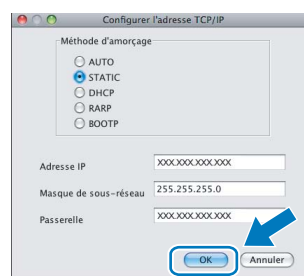 Configurer l'adresse TCP/IP
Méthode d'amorçage
AUTO
STATIC
DHCP
RARP
BOOTP
Adresse IP XXX.XXX.XXX.XXX
Masque de sous-réseau 255.255.255.0
Passerelle XXX.XXX.XXX.XXX
OK Annuler